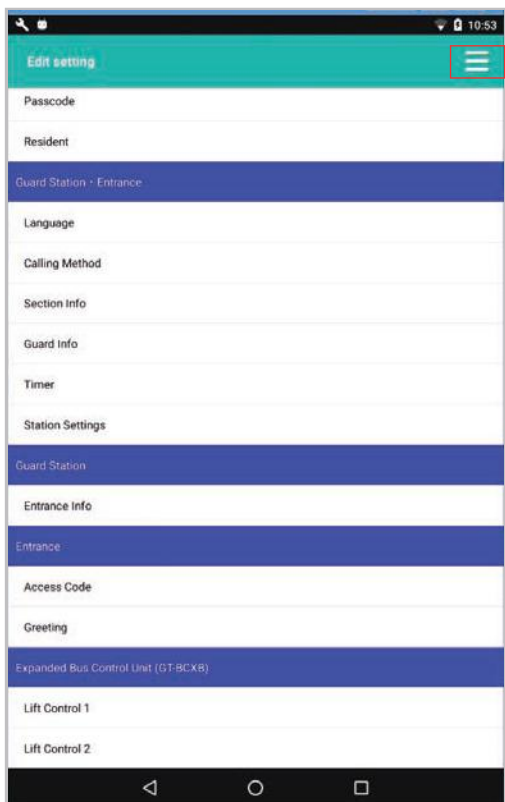 10:53
Edit setting
Passcode
Resident
Guard Station・Entrance
Language
Calling Method
Section Info
Guard Info
Timer
Station Settings
Guard Station
Entrance Info
Entrance
Access Code
Greeting
Expanded Bus Control Unit (GT-BCXB)
Lift Control 1
Lift Control 2